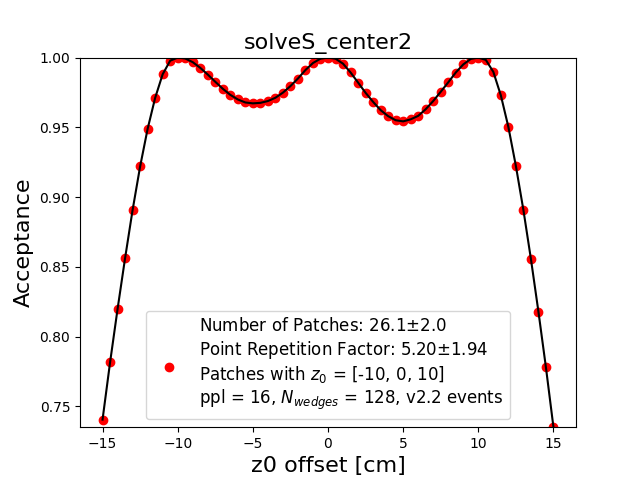 solveS_center2
Acceptance
1.00
0.95
0.90
0.85
0.80
0.75
Number of Patches: 26.1±2.0
Point Repetition Factor: 5.20±1.94
Patches with z₀ = [-10, 0, 10]
ppl = 16, N_wedges = 128, v2.2 events
−15 −10 −5 0 5 10 15
z0 offset [cm]